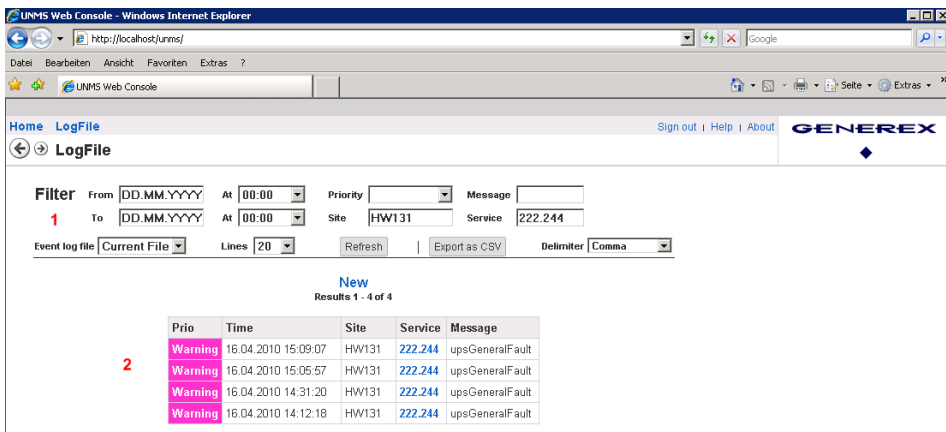 UNMS Web Console - Windows Internet Explorer
http://localhost/unms/ Google
Datei Bearbeiten Ansicht Favoriten Extras ?
UNMS Web Console Seite Extras »
Home LogFile Sign out | Help | About GENEREX
LogFile
Filter From DD.MM.YYYY At 00:00 Priority Message
1 To DD.MM.YYYY At 00:00 Site HW131 Service 222.244
Event log file Current File Lines 20 Refresh | Export as CSV Delimiter Comma
New
Results 1 - 4 of 4
Prio Time Site Service Message
Warning 16.04.2010 15:09:07 HW131 222.244 upsGeneralFault
2
Warning 16.04.2010 15:05:57 HW131 222.244 upsGeneralFault
Warning 16.04.2010 14:31:20 HW131 222.244 upsGeneralFault
Warning 16.04.2010 14:12:18 HW131 222.244 upsGeneralFault